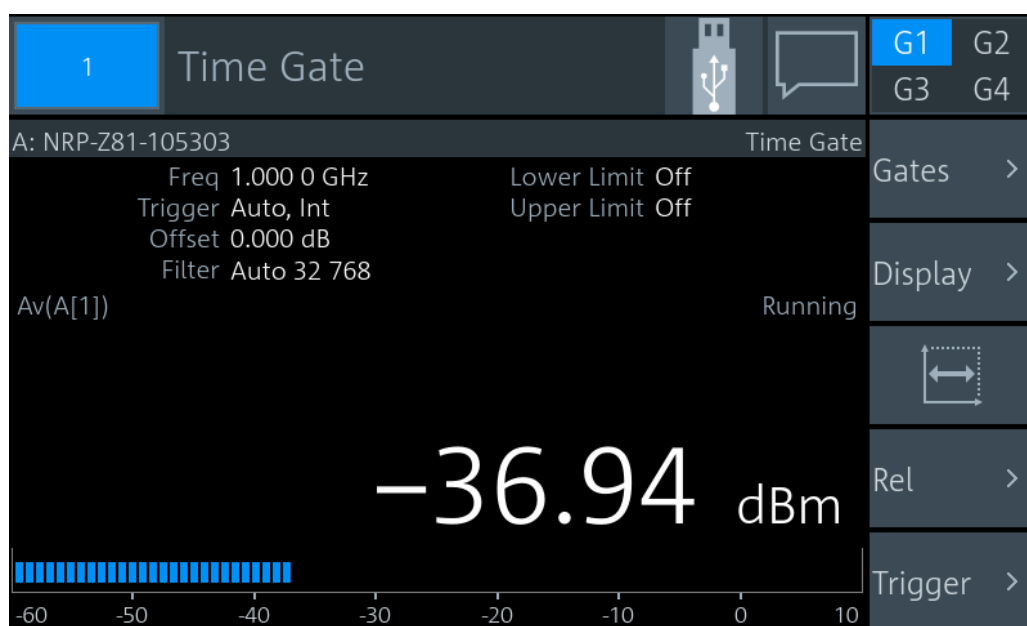 1
Time Gate
G1 G2
G3 G4
A: NRP-Z81-105303 Time Gate
Freq 1.000 0 GHz Lower Limit Off
Trigger Auto, Int Upper Limit Off
Offset 0.000 dB
Filter Auto 32 768
Av(A[1]) Running
−36.94 dBm
-60 -50 -40 -30 -20 -10 0 10
Gates >
Display >
Rel >
Trigger >